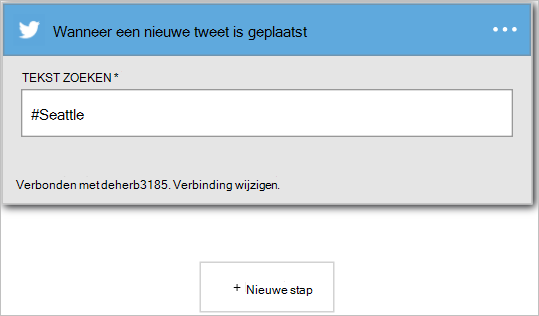 Wanneer een nieuwe tweet is geplaatst
TEKST ZOEKEN *
#Seattle
Verbonden met deherb3185. Verbinding wijzigen.
+ Nieuwe stap